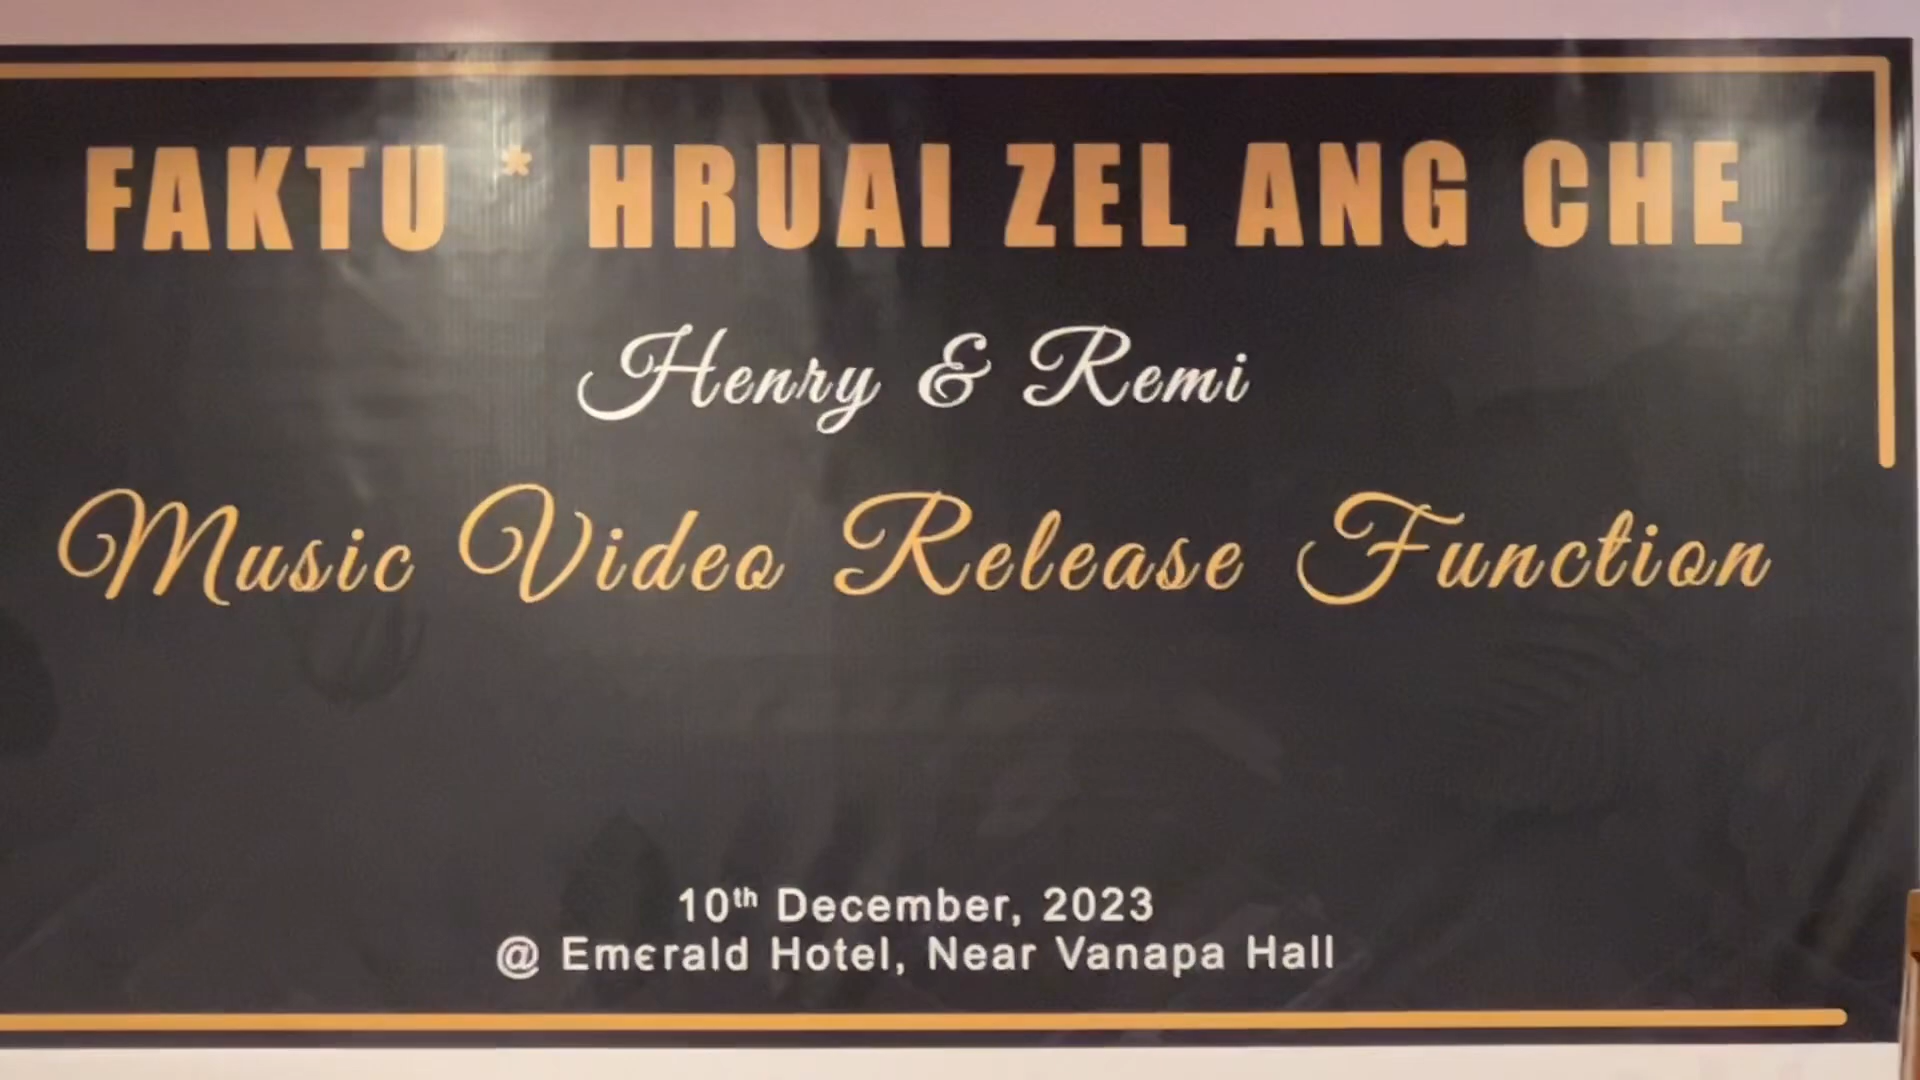 FAKTU * HRUAI ZEL ANG CHE
Henry & Remi
Music Video Release Function
10th December, 2023
@ Emerald Hotel, Near Vanapa Hall